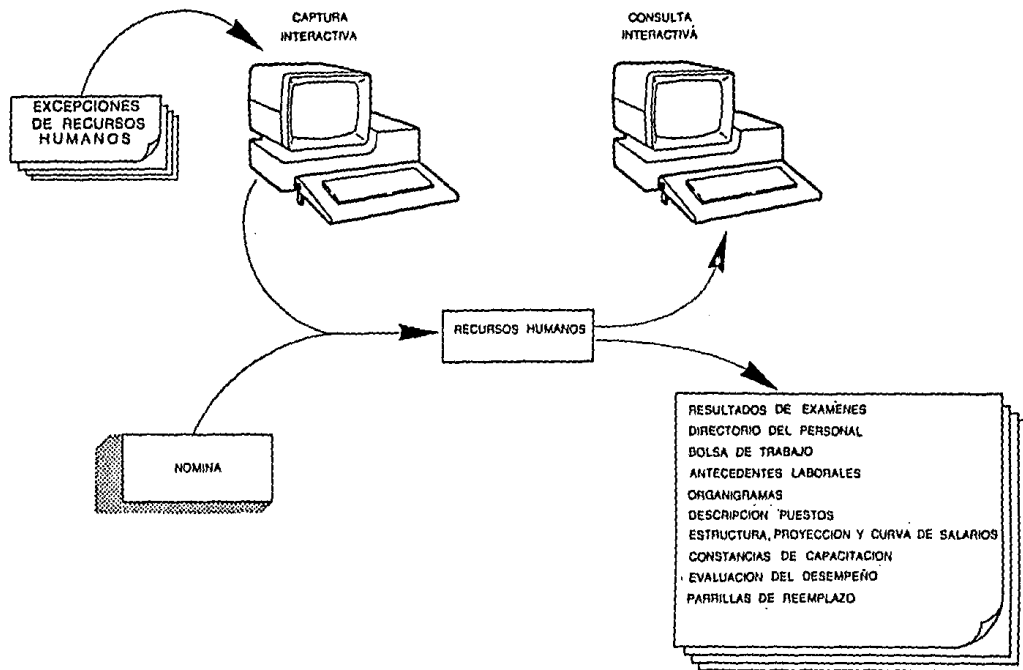 CAPTURA
INTERACTIVA
CONSULTA
INTERACTIVA
EXCEPCIONES
DE RECURSOS
HUMANOS
RECURSOS HUMANOS
NOMINA
RESULTADOS DE EXAMENES
DIRECTORIO DEL PERSONAL
BOLSA DE TRABAJO
ANTECEDENTES LABORALES
ORGANIGRAMAS
DESCRIPCION PUESTOS
ESTRUCTURA, PROYECCION Y CURVA DE SALARIOS
CONSTANCIAS DE CAPACITACION
EVALUACION DEL DESEMPEÑO
PARRILLAS DE REEMPLAZO